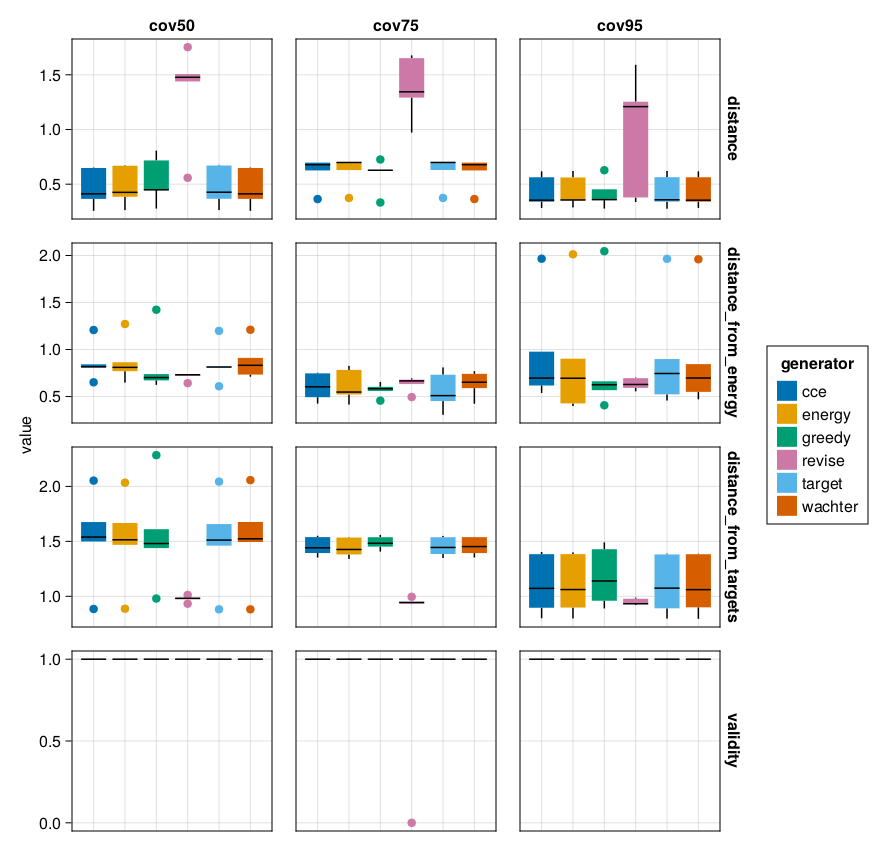 cov50 cov75 cov95
1.5
1.0
0.5
distance
2.0
1.5
1.0
0.5
distance_from_energy
value
2.0
1.5
1.0
distance_from_targets
1.0
0.5
0.0
validity
generator
cce
energy
greedy
revise
target
wachter